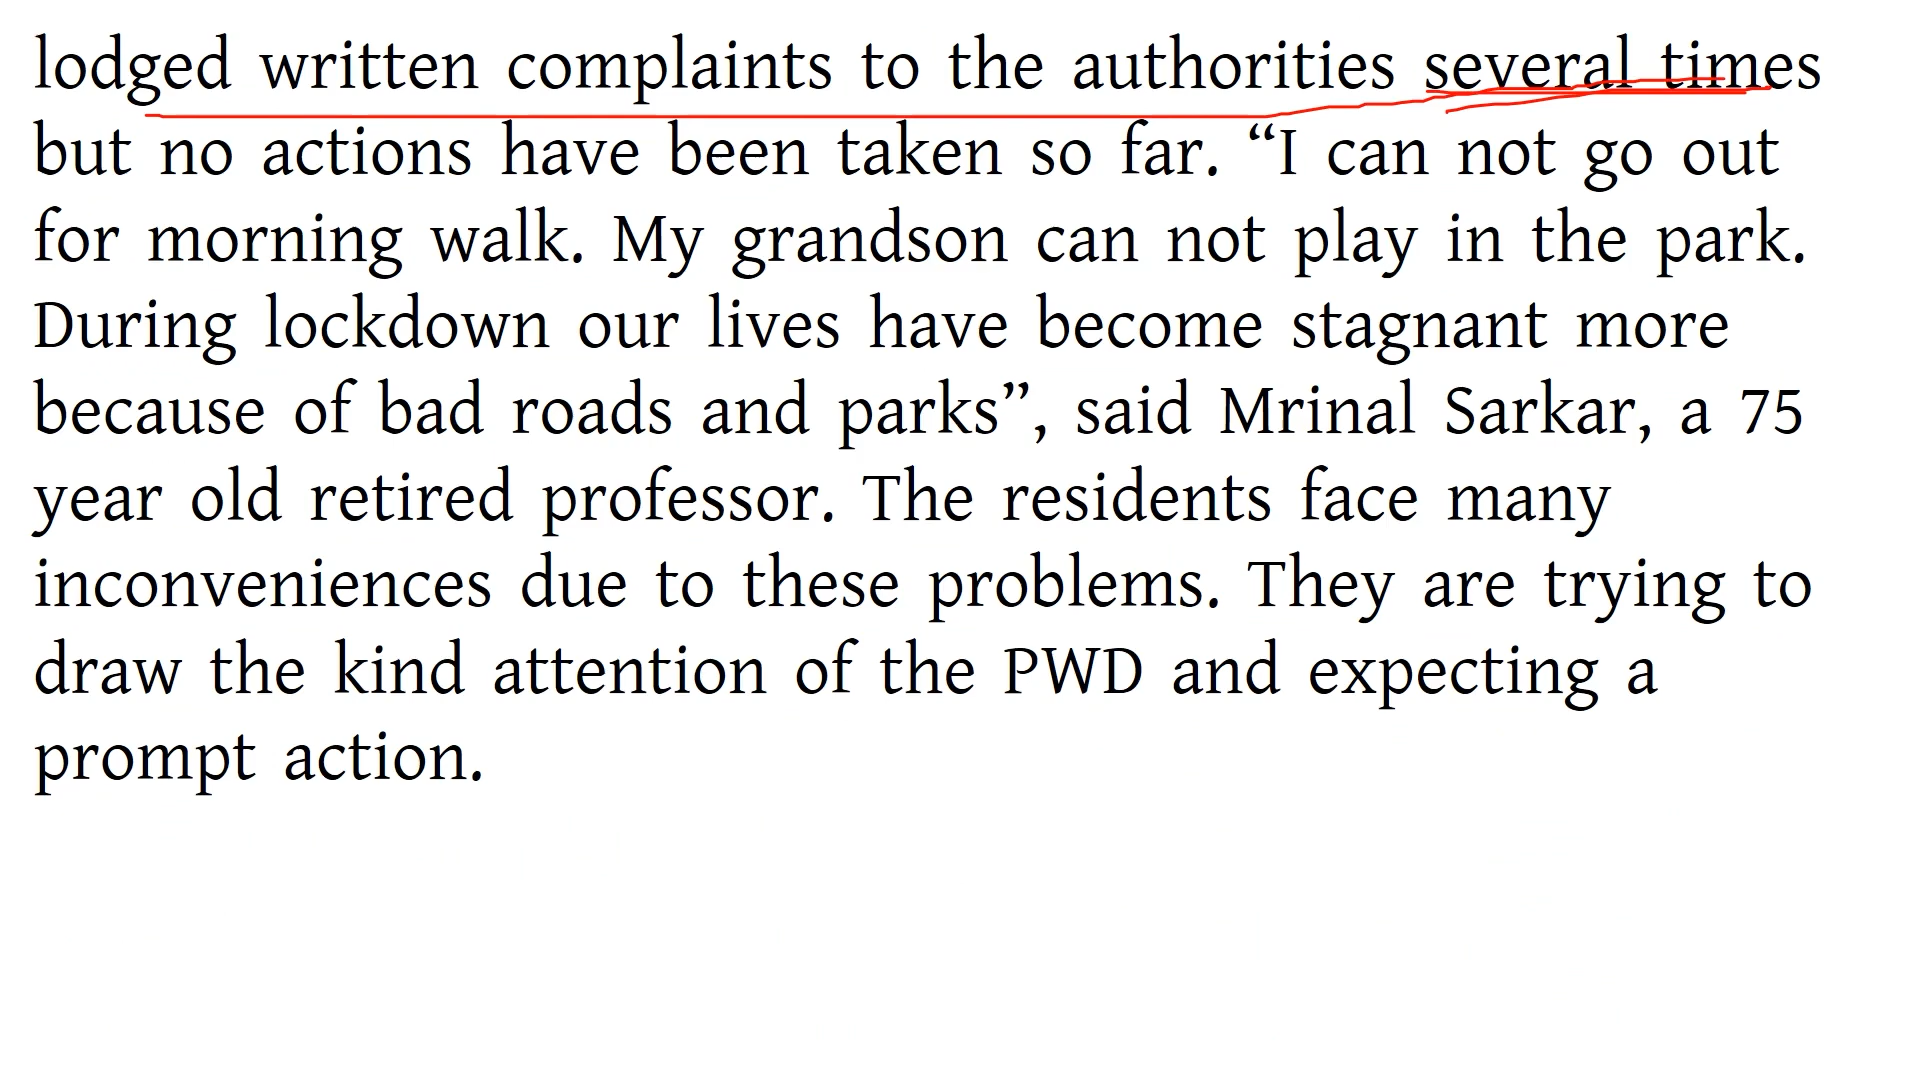 lodged written complaints to the authorities several times
but no actions have been taken so far. “I can not go out
for morning walk. My grandson can not play in the park.
During lockdown our lives have become stagnant more
because of bad roads and parks”, said Mrinal Sarkar, a 75
year old retired professor. The residents face many
inconveniences due to these problems. They are trying to
draw the kind attention of the PWD and expecting a
prompt action.